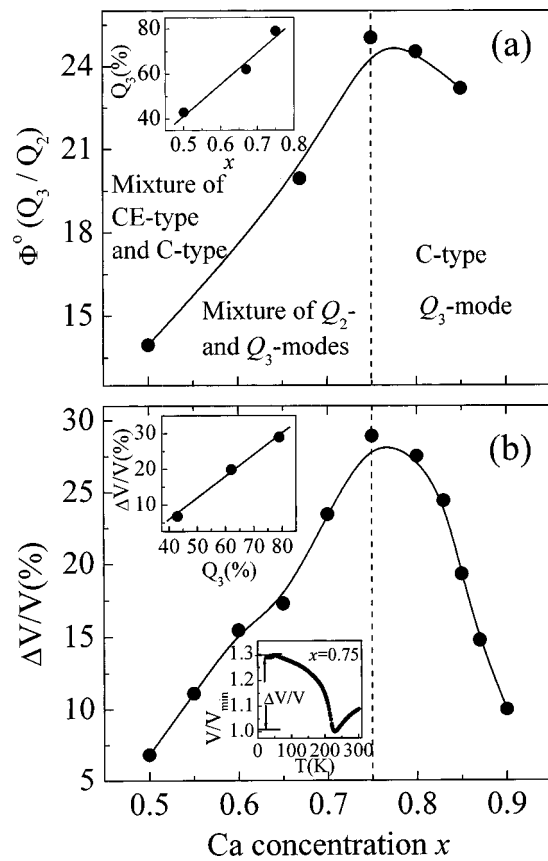 (a)
Φ° (Q₃ / Q₂)
24
21
18
15
Q₃(%)
80
60
40
0.5 0.6 0.7 0.8
x
Mixture of
CE-type
and C-type
Mixture of Q₂-
and Q₃-modes
C-type
Q₃-mode
(b)
ΔV/V(%)
30
25
20
15
10
5
ΔV/V(%)
30
20
10
40 50 60 70 80
Q₃(%)
V/Vmin
1.3
1.2
1.1
1.0
x=0.75
ΔV/V
0 100 200 300
T(K)
0.5 0.6 0.7 0.8 0.9
Ca concentration x